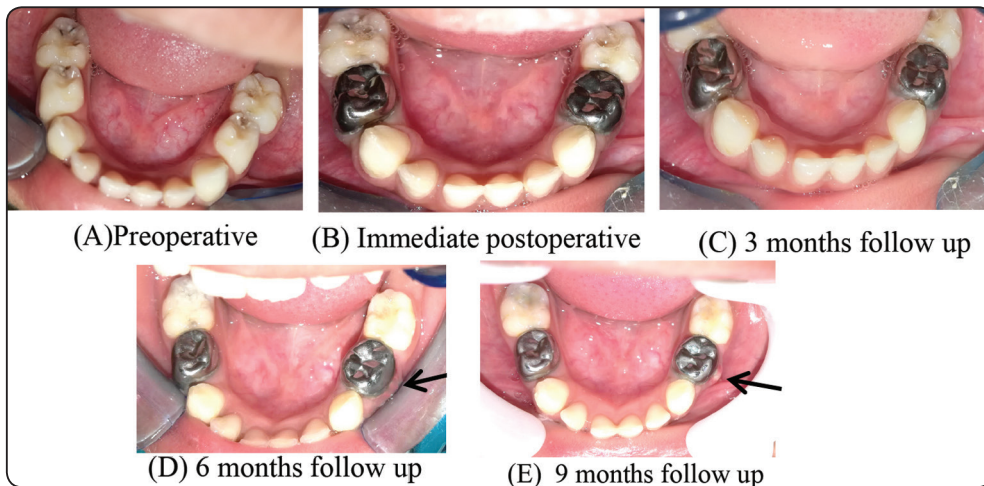 (A)Preoperative
(B) Immediate postoperative
(C) 3 months follow up
(D) 6 months follow up
(E) 9 months follow up